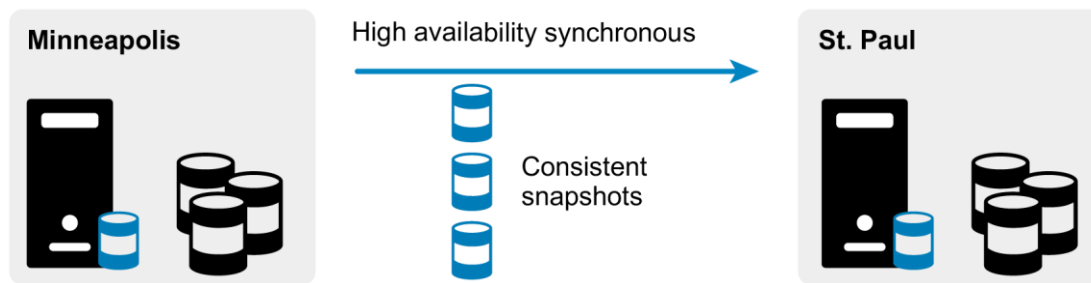 Minneapolis
High availability synchronous
St. Paul
Consistent
snapshots